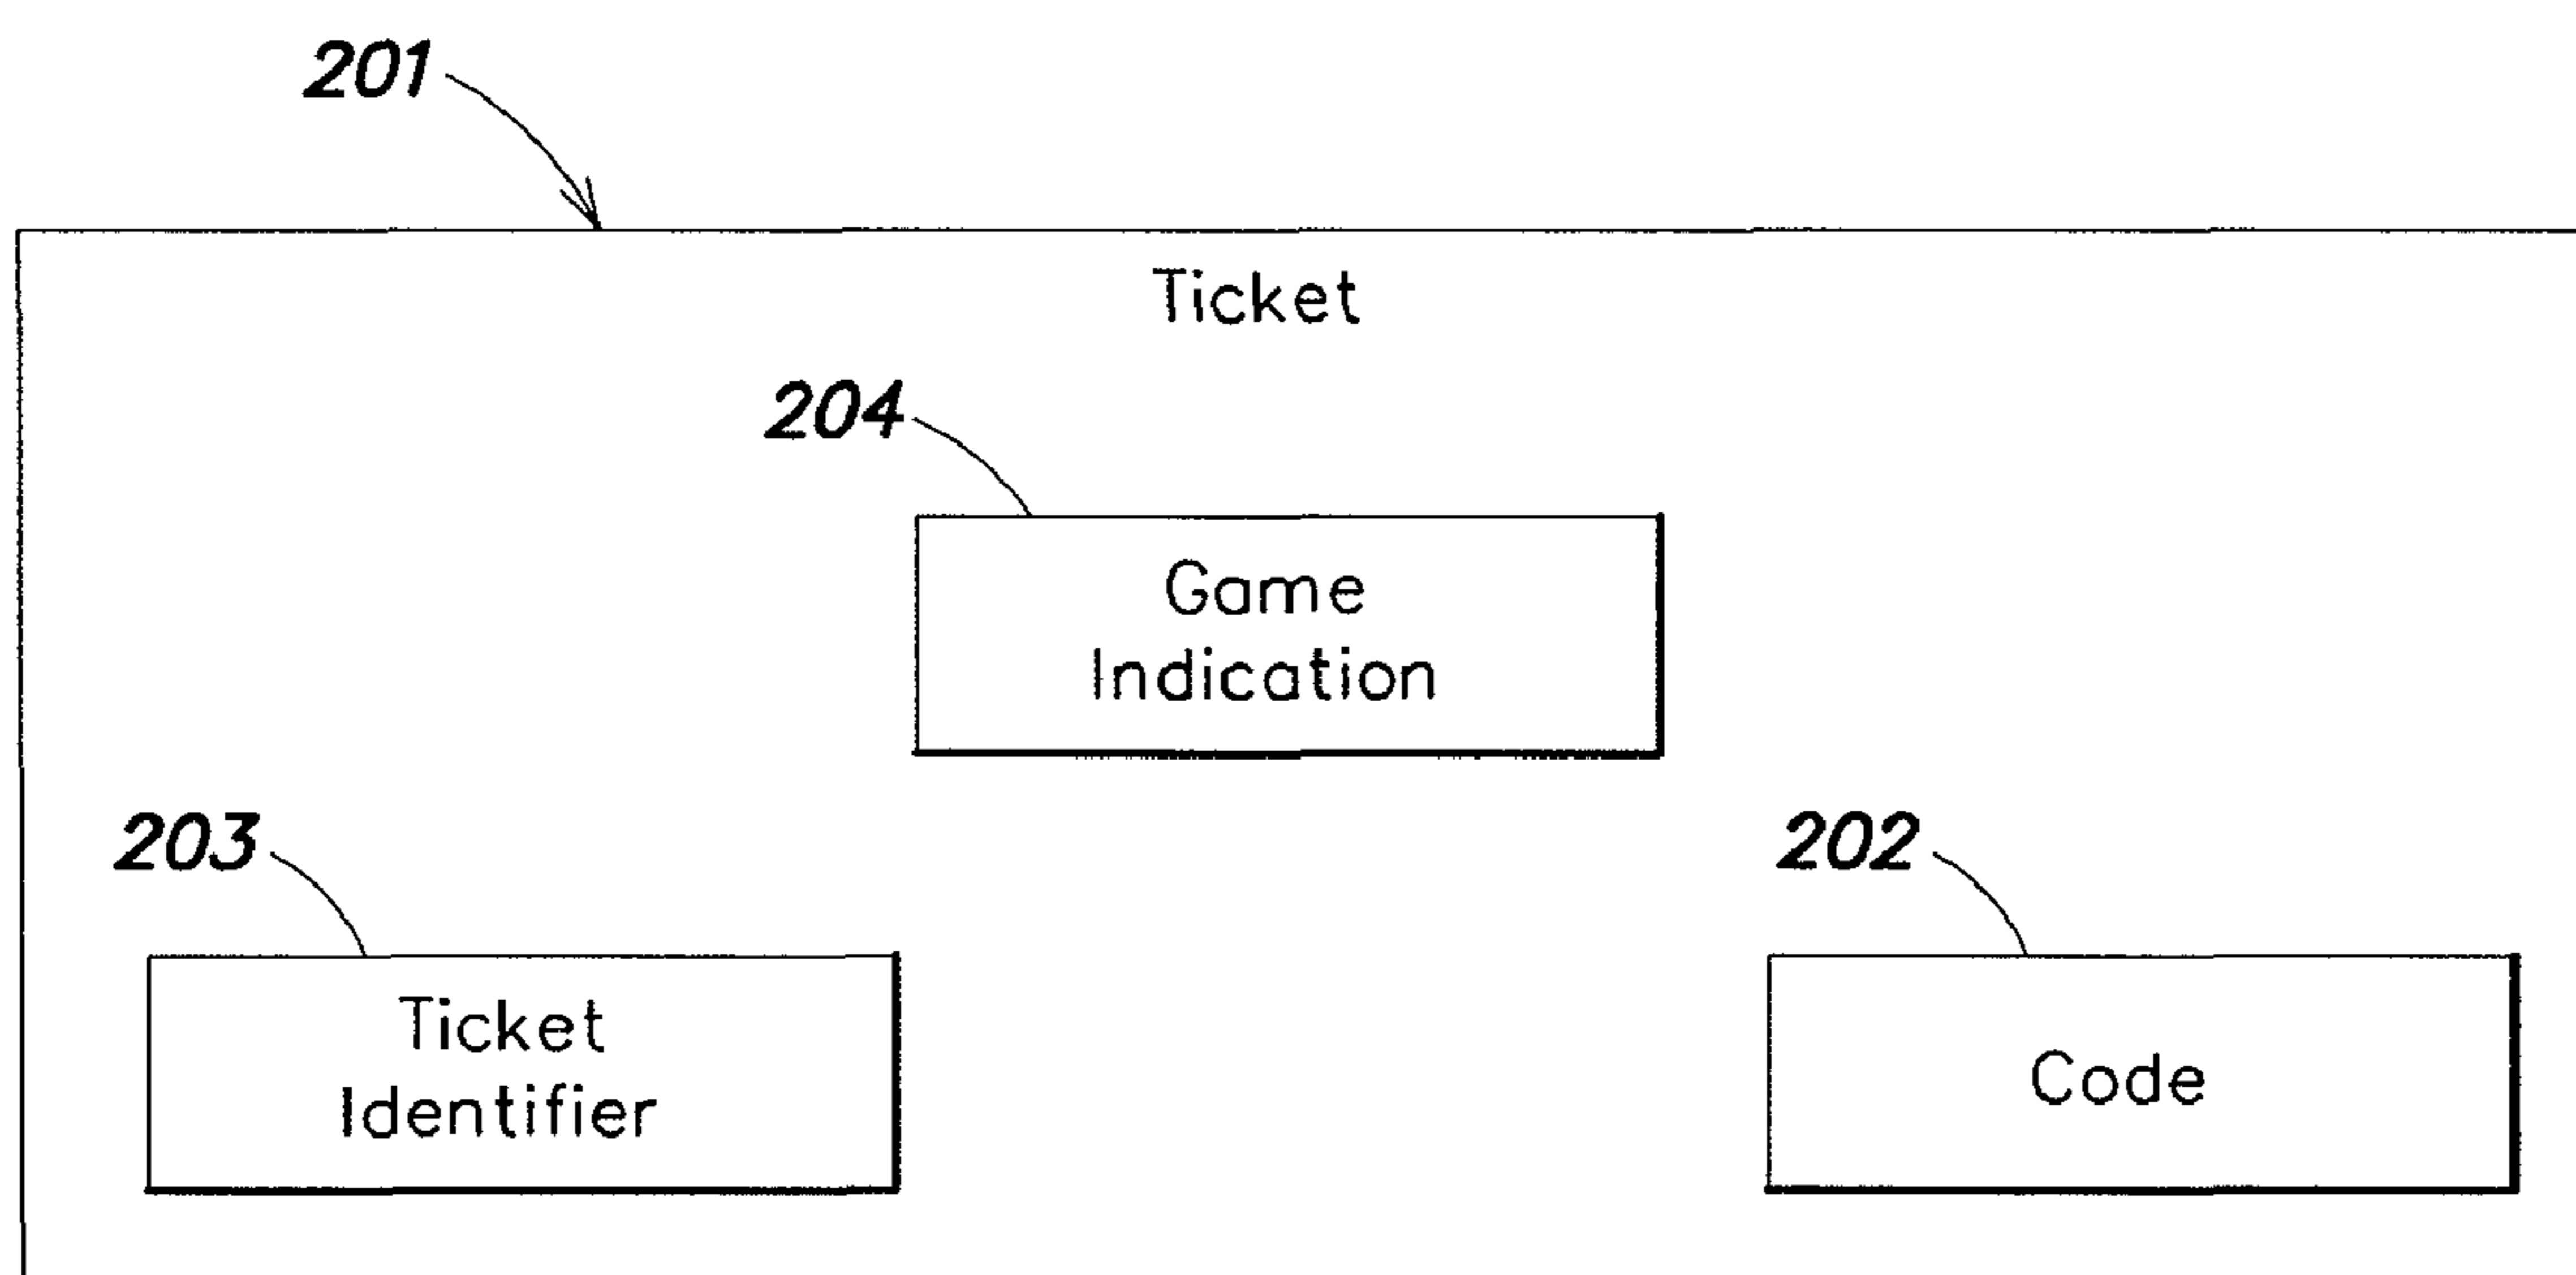 201
Ticket
204
Game
Indication
203
202
Ticket
Identifier
Code